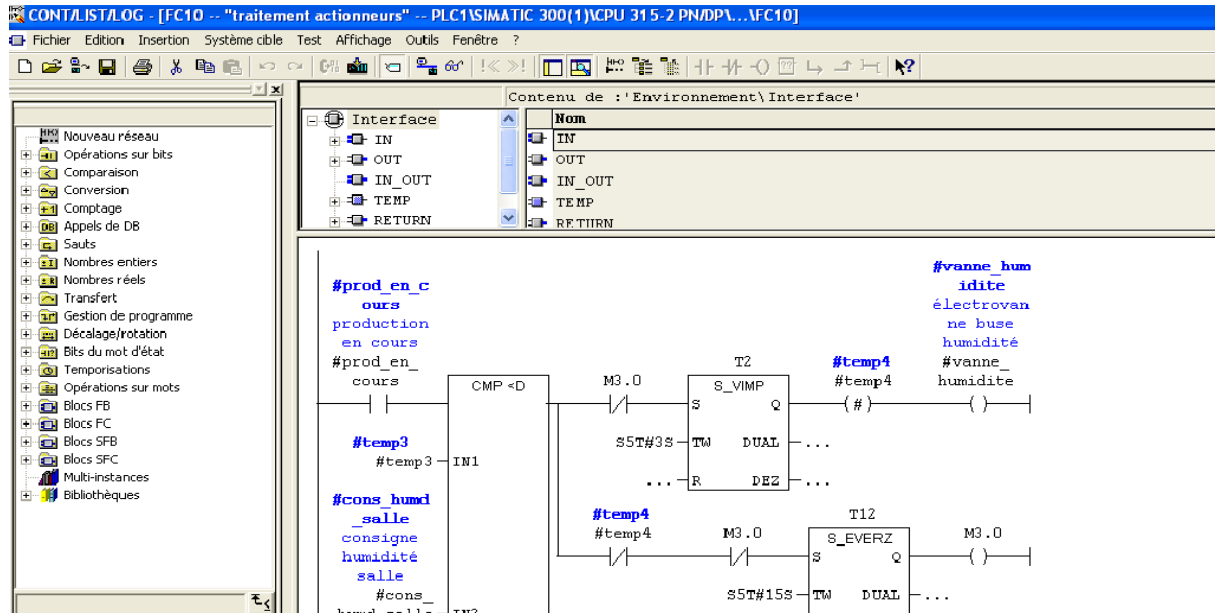 CONT/LIST/LOG - [FC10 -- "traitement actionneurs" -- PLC1\SIMATIC 300(1)\CPU 315-2 PN/DP\...\FC10]
Fichier Edition Insertion Système cible Test Affichage Outils Fenêtre ?
Contenu de :'Environnement\Interface'
Interface
IN
OUT
IN_OUT
TEMP
RETURN
Nom
IN
OUT
IN_OUT
TEMP
RETURN
Nouveau réseau
Opérations sur bits
Comparaison
Conversion
Comptage
Appels de DB
Sauts
Nombres entiers
Nombres réels
Transfert
Gestion de programme
Décalage/rotation
Bits du mot d'état
Temporisations
Opérations sur mots
Blocs FB
Blocs FC
Blocs SFB
Blocs SFC
Multi-instances
Bibliothèques
#prod_en_c
ours
production
en cours
#prod_en_
cours
CMP <D
#temp3
#temp3
IN1
#cons_humd
_salle
consigne
humidité
salle
#cons_
humd_salle
IN2
M3.0
T2
S_VIMP
S Q
S5T#3S TW DUAL ...
... R DEZ ...
#temp4
#temp4
(#)
#vanne_hum
idite
électrovan
ne buse
humidité
#vanne_
humidite
( )
#temp4
#temp4
M3.0
T12
S_EVERZ
S Q
S5T#15S TW DUAL ...
M3.0
( )